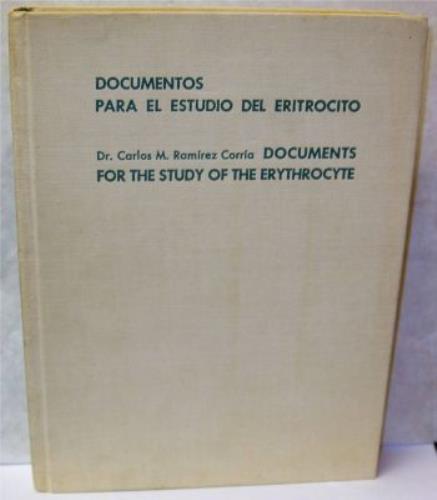 DOCUMENTOS
PARA EL ESTUDIO DEL ERITROCITO
Dr. Carlos M. Ramírez Corría DOCUMENTS
FOR THE STUDY OF THE ERYTHROCYTE